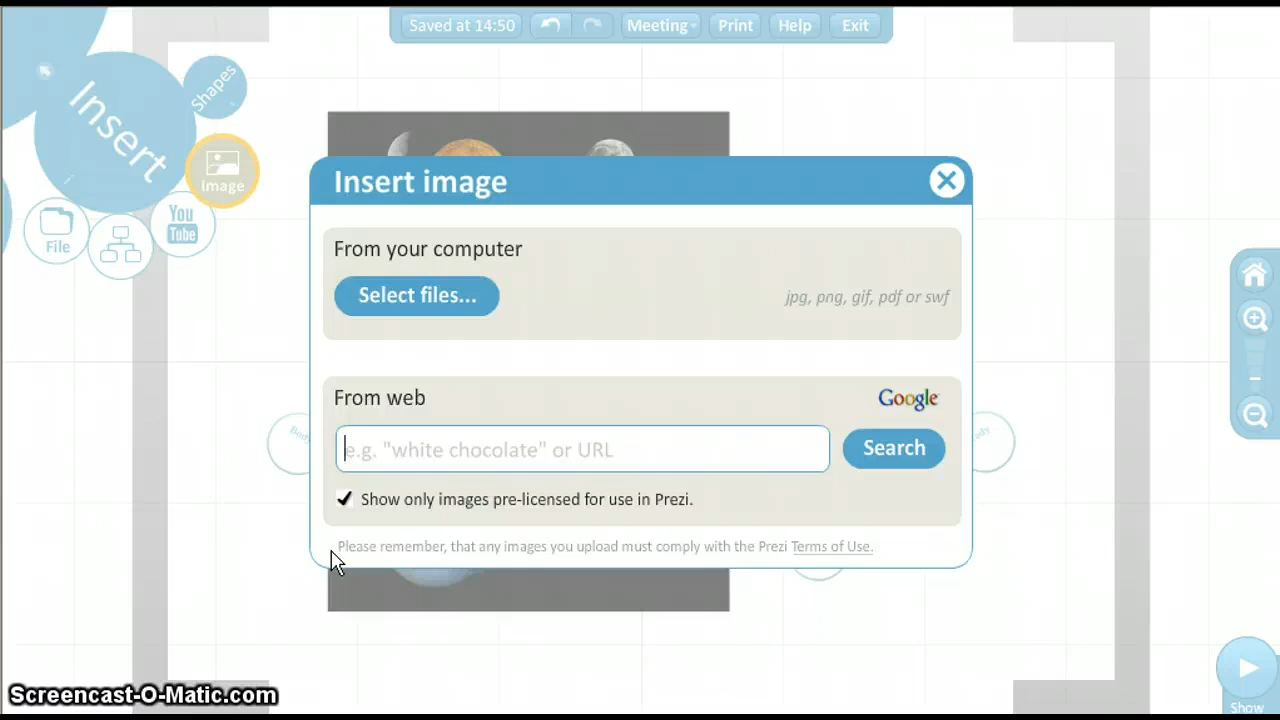 Saved at 14:50
Meeting
Print
Help
Exit
Insert
Shapes
Image
File
You
Tube
Insert image
From your computer
Select files...
jpg, png, gif, pdf or swf
From web
Google
e.g. "white chocolate" or URL
Search
Show only images pre-licensed for use in Prezi.
Please remember, that any images you upload must comply with the Prezi Terms of Use.
Show
Screencast-O-Matic.com